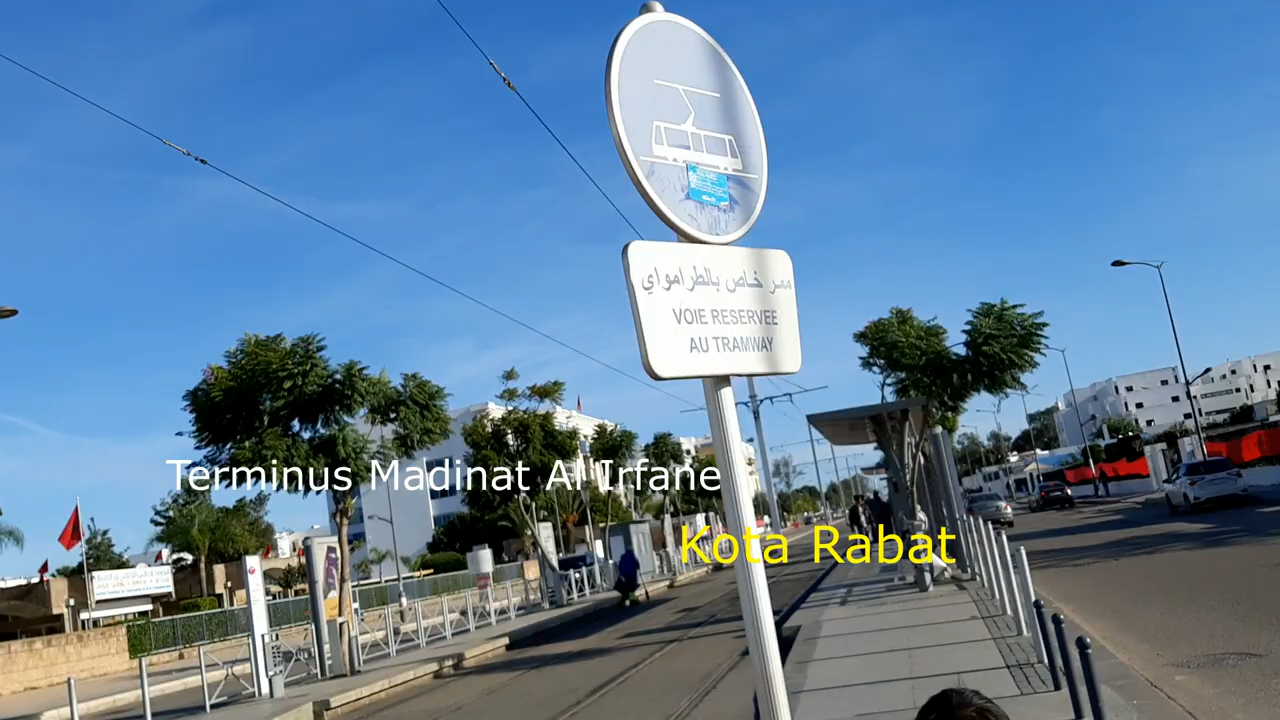 ممر خاص بالطرامواي
VOIE RESERVEE
AU TRAMWAY
Terminus Madinat Al Irfane
Kota Rabat